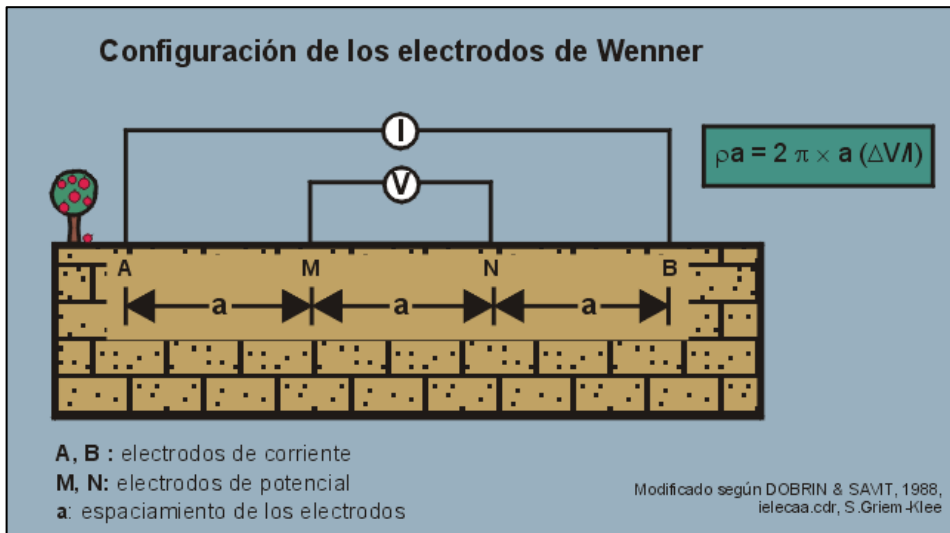 Configuración de los electrodos de Wenner
I
ρa = 2 π × a (ΔV/I)
V
A M N B
a a a
A, B : electrodos de corriente
M, N: electrodos de potencial
a: espaciamiento de los electrodos
Modificado según DOBRIN & SAVIT, 1988,
ielecaa.cdr, S.Griem-Klee